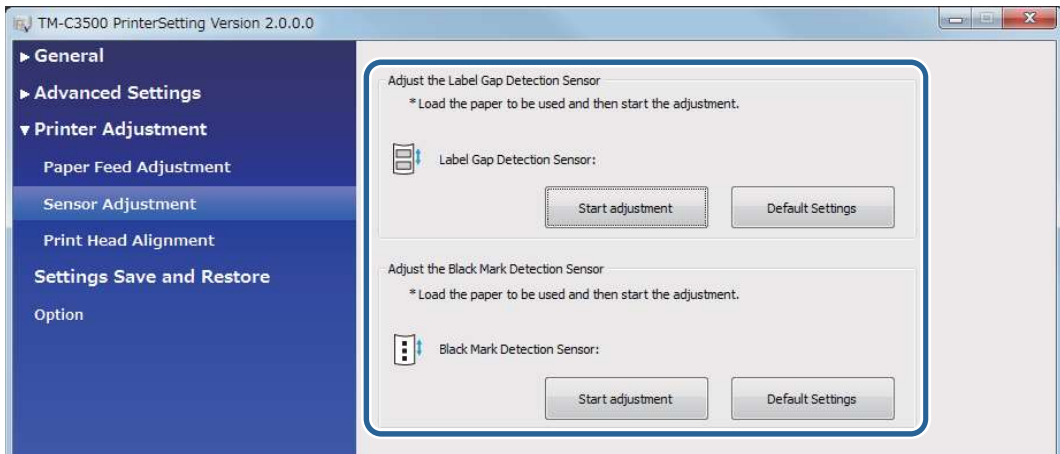 TM-C3500 PrinterSetting Version 2.0.0.0
General
Advanced Settings
Printer Adjustment
Paper Feed Adjustment
Sensor Adjustment
Print Head Alignment
Settings Save and Restore
Option
Adjust the Label Gap Detection Sensor
*Load the paper to be used and then start the adjustment.
Label Gap Detection Sensor:
Start adjustment
Default Settings
Adjust the Black Mark Detection Sensor
*Load the paper to be used and then start the adjustment.
Black Mark Detection Sensor:
Start adjustment
Default Settings